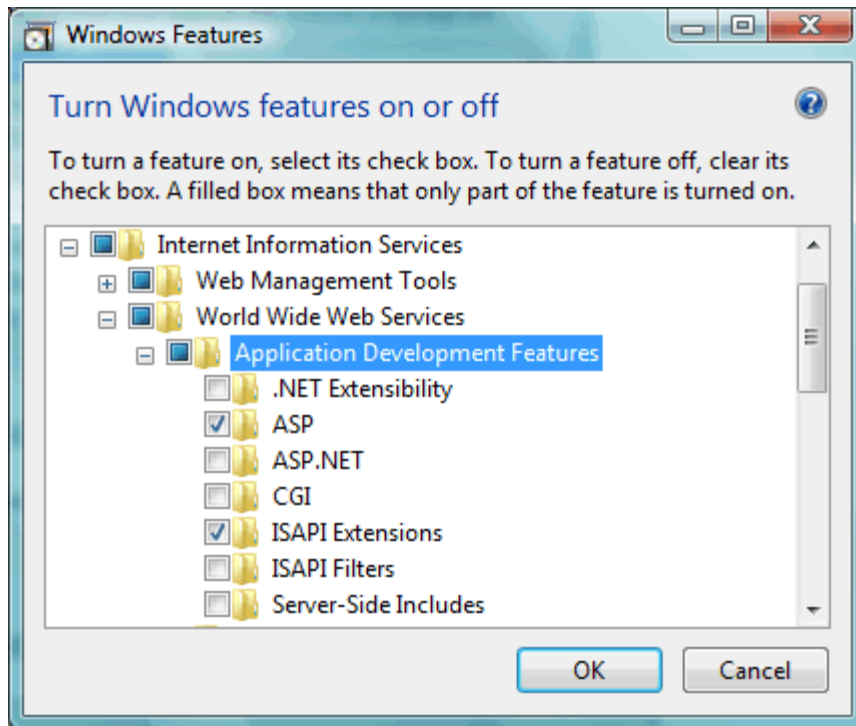 Windows Features
Turn Windows features on or off
To turn a feature on, select its check box. To turn a feature off, clear its
check box. A filled box means that only part of the feature is turned on.
Internet Information Services
Web Management Tools
World Wide Web Services
Application Development Features
.NET Extensibility
ASP
ASP.NET
CGI
ISAPI Extensions
ISAPI Filters
Server-Side Includes
OK Cancel